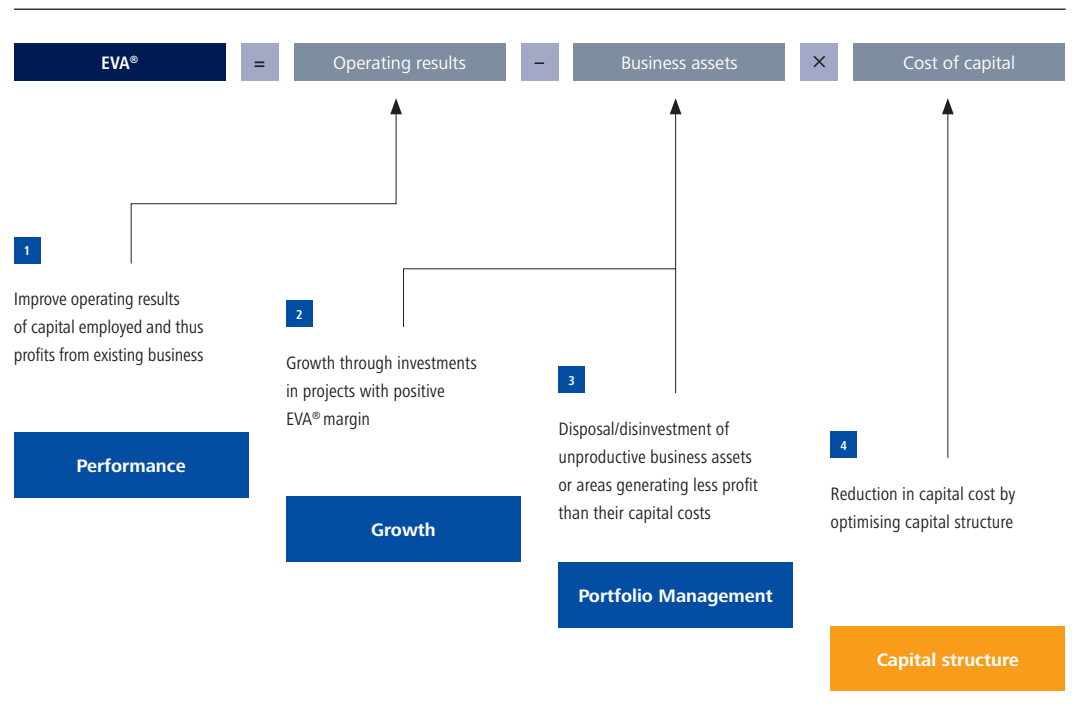 EVA® = Operating results – Business assets × Cost of capital
1
Improve operating results
of capital employed and thus
profits from existing business
Performance
2
Growth through investments
in projects with positive
EVA® margin
Growth
3
Disposal/disinvestment of
unproductive business assets
or areas generating less profit
than their capital costs
Portfolio Management
4
Reduction in capital cost by
optimising capital structure
Capital structure